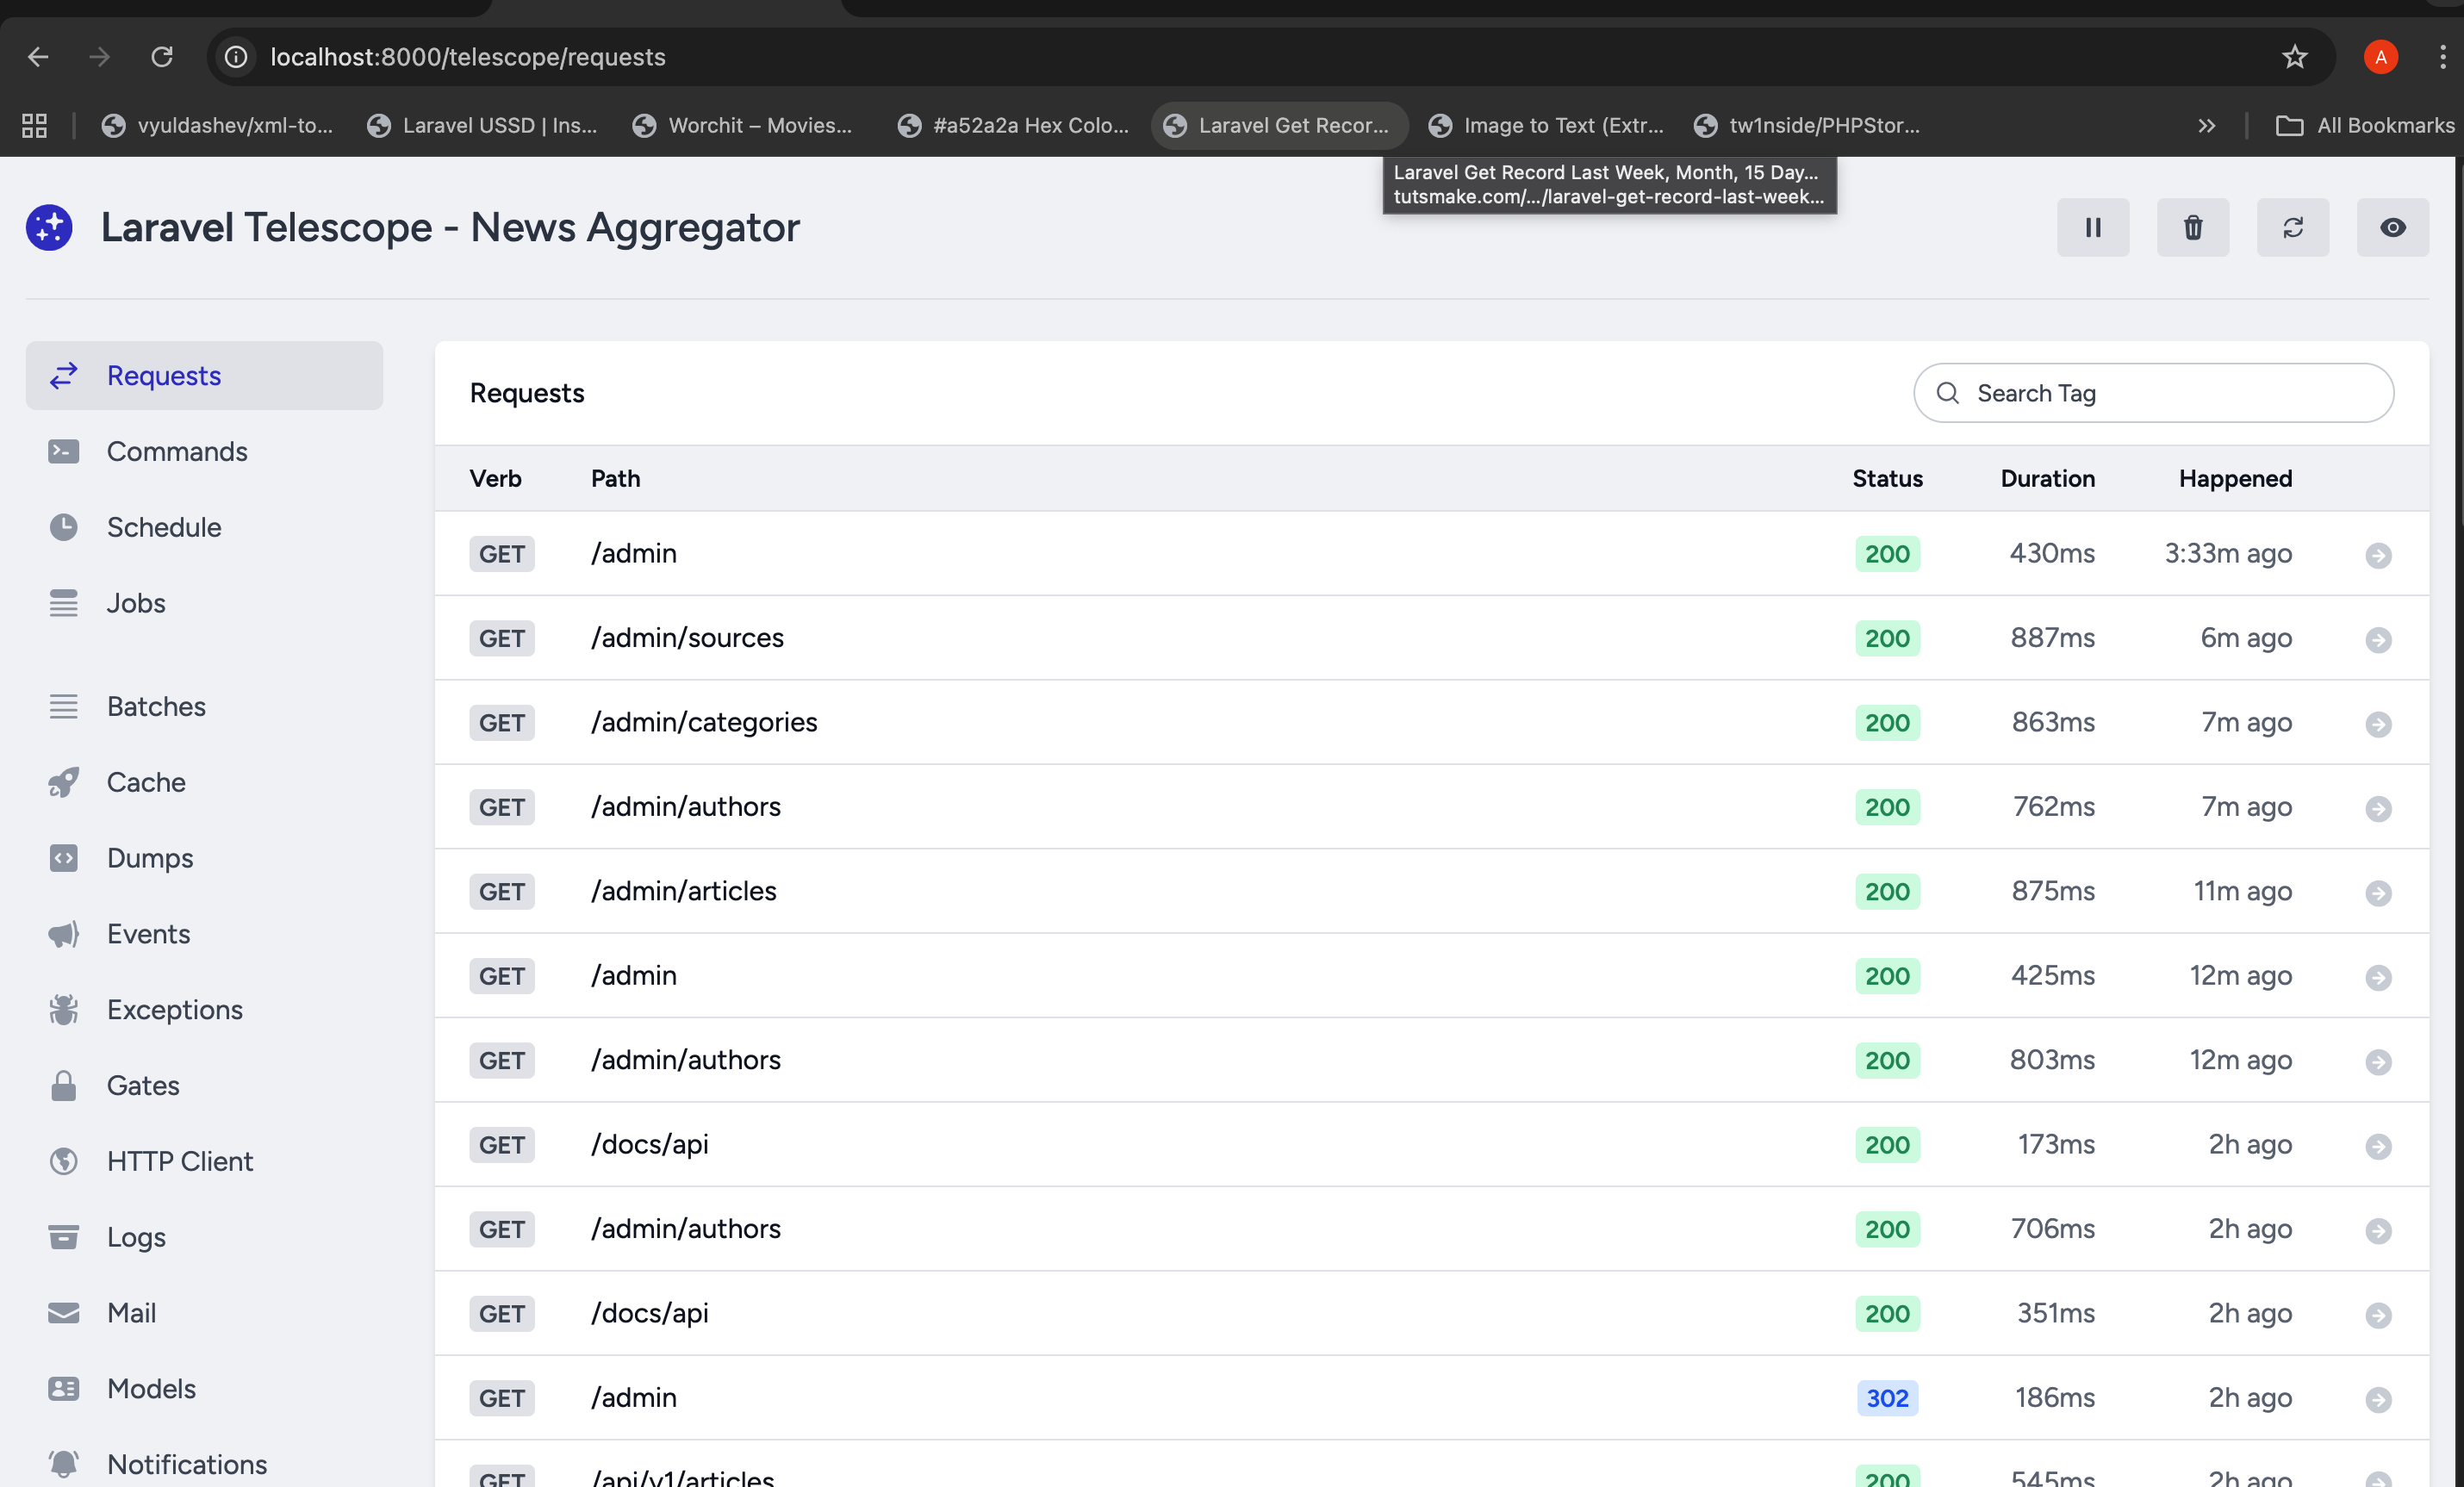 localhost:8000/telescope/requests
A
vyuldashev/xml-to...
Laravel USSD | Ins...
Worchit – Movies...
#a52a2a Hex Colo...
Laravel Get Recor...
Image to Text (Extr...
tw1nside/PHPStor...
All Bookmarks
Laravel Get Record Last Week, Month, 15 Day...
tutsmake.com/.../laravel-get-record-last-week...
Laravel Telescope - News Aggregator
Requests
Commands
Schedule
Jobs
Batches
Cache
Dumps
Events
Exceptions
Gates
HTTP Client
Logs
Mail
Models
Notifications
Requests
Search Tag
Verb Path Status Duration Happened
GET /admin 200 430ms 3:33m ago
GET /admin/sources 200 887ms 6m ago
GET /admin/categories 200 863ms 7m ago
GET /admin/authors 200 762ms 7m ago
GET /admin/articles 200 875ms 11m ago
GET /admin 200 425ms 12m ago
GET /admin/authors 200 803ms 12m ago
GET /docs/api 200 173ms 2h ago
GET /admin/authors 200 706ms 2h ago
GET /docs/api 200 351ms 2h ago
GET /admin 302 186ms 2h ago
GET /api/v1/articles 200 545ms 2h ago